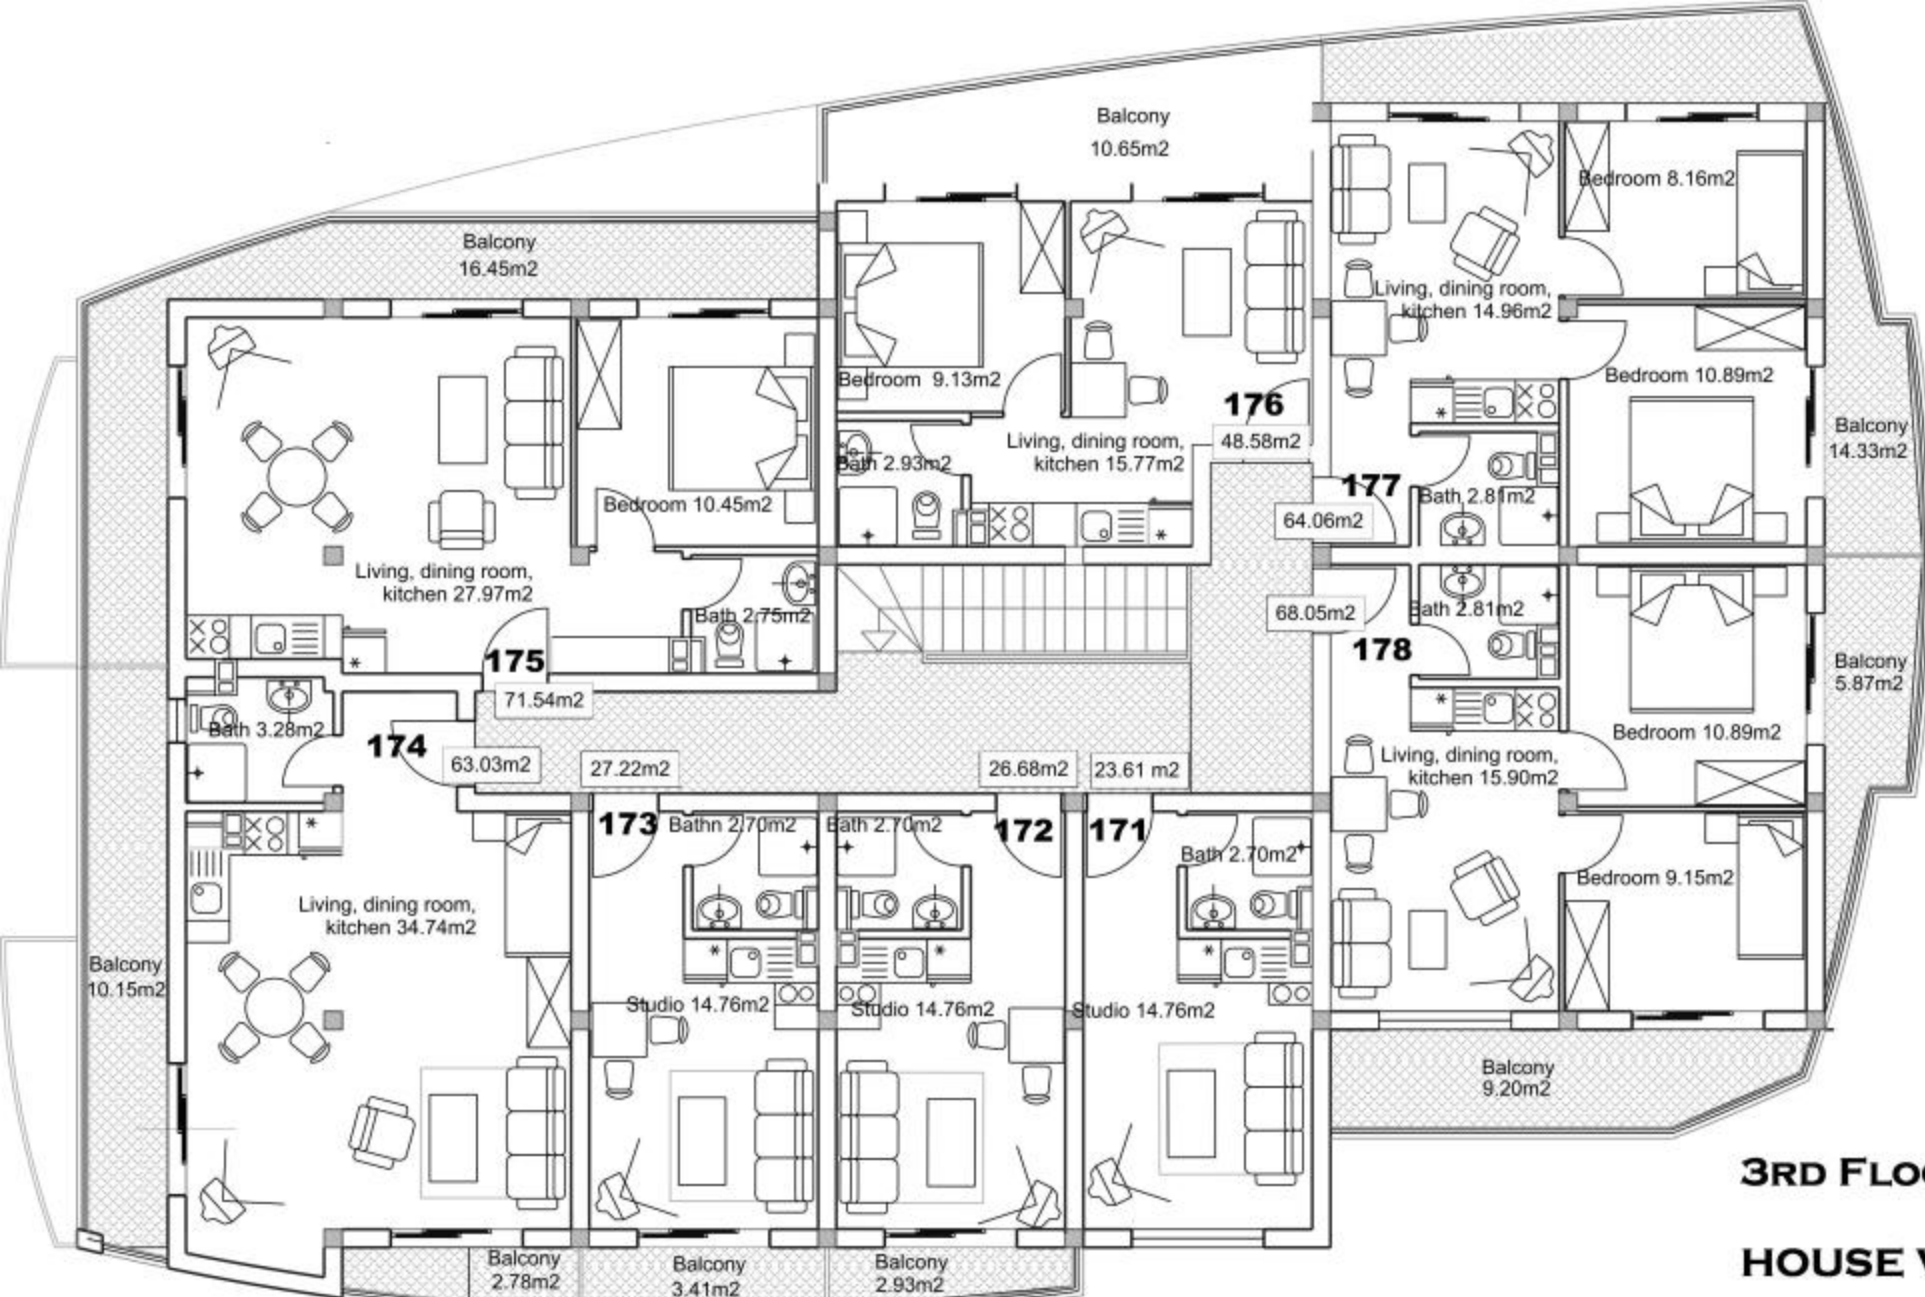 Balcony
10.65m2
Bedroom 8.16m2
Balcony
16.45m2
Living, dining room,
kitchen 14.96m2
Bedroom 9.13m2
Bedroom 10.89m2
176
48.58m2
Living, dining room,
kitchen 15.77m2
Bath 2.93m2
Balcony
14.33m2
Bedroom 10.45m2
177
64.06m2
Bath 2.81m2
Living, dining room,
kitchen 27.97m2
Bath 2.75m2
68.05m2
Bath 2.81m2
178
175
71.54m2
Balcony
5.87m2
Bath 3.28m2
174
63.03m2
27.22m2
26.68m2
23.61 m2
Living, dining room,
kitchen 15.90m2
Bedroom 10.89m2
173
Bathn 2.70m2
Bath 2.70m2
172
171
Bath 2.70m2
Bedroom 9.15m2
Living, dining room,
kitchen 34.74m2
Balcony
10.15m2
Studio 14.76m2
Studio 14.76m2
Studio 14.76m2
Balcony
9.20m2
Balcony
2.78m2
Balcony
3.41m2
Balcony
2.93m2
3RD FLO
HOUSE